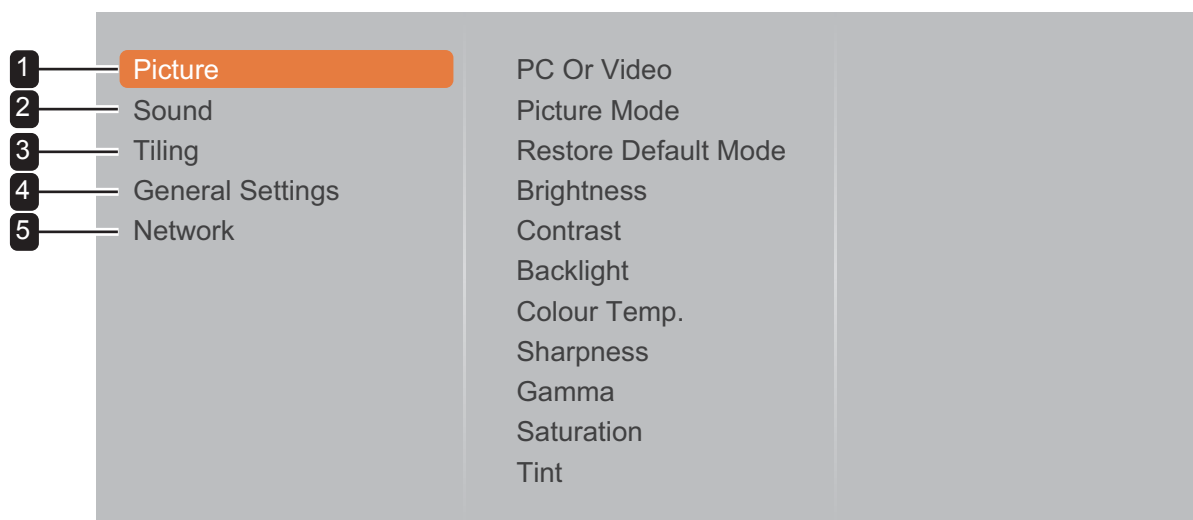 1 Picture
2 Sound
3 Tiling
4 General Settings
5 Network
PC Or Video
Picture Mode
Restore Default Mode
Brightness
Contrast
Backlight
Colour Temp.
Sharpness
Gamma
Saturation
Tint